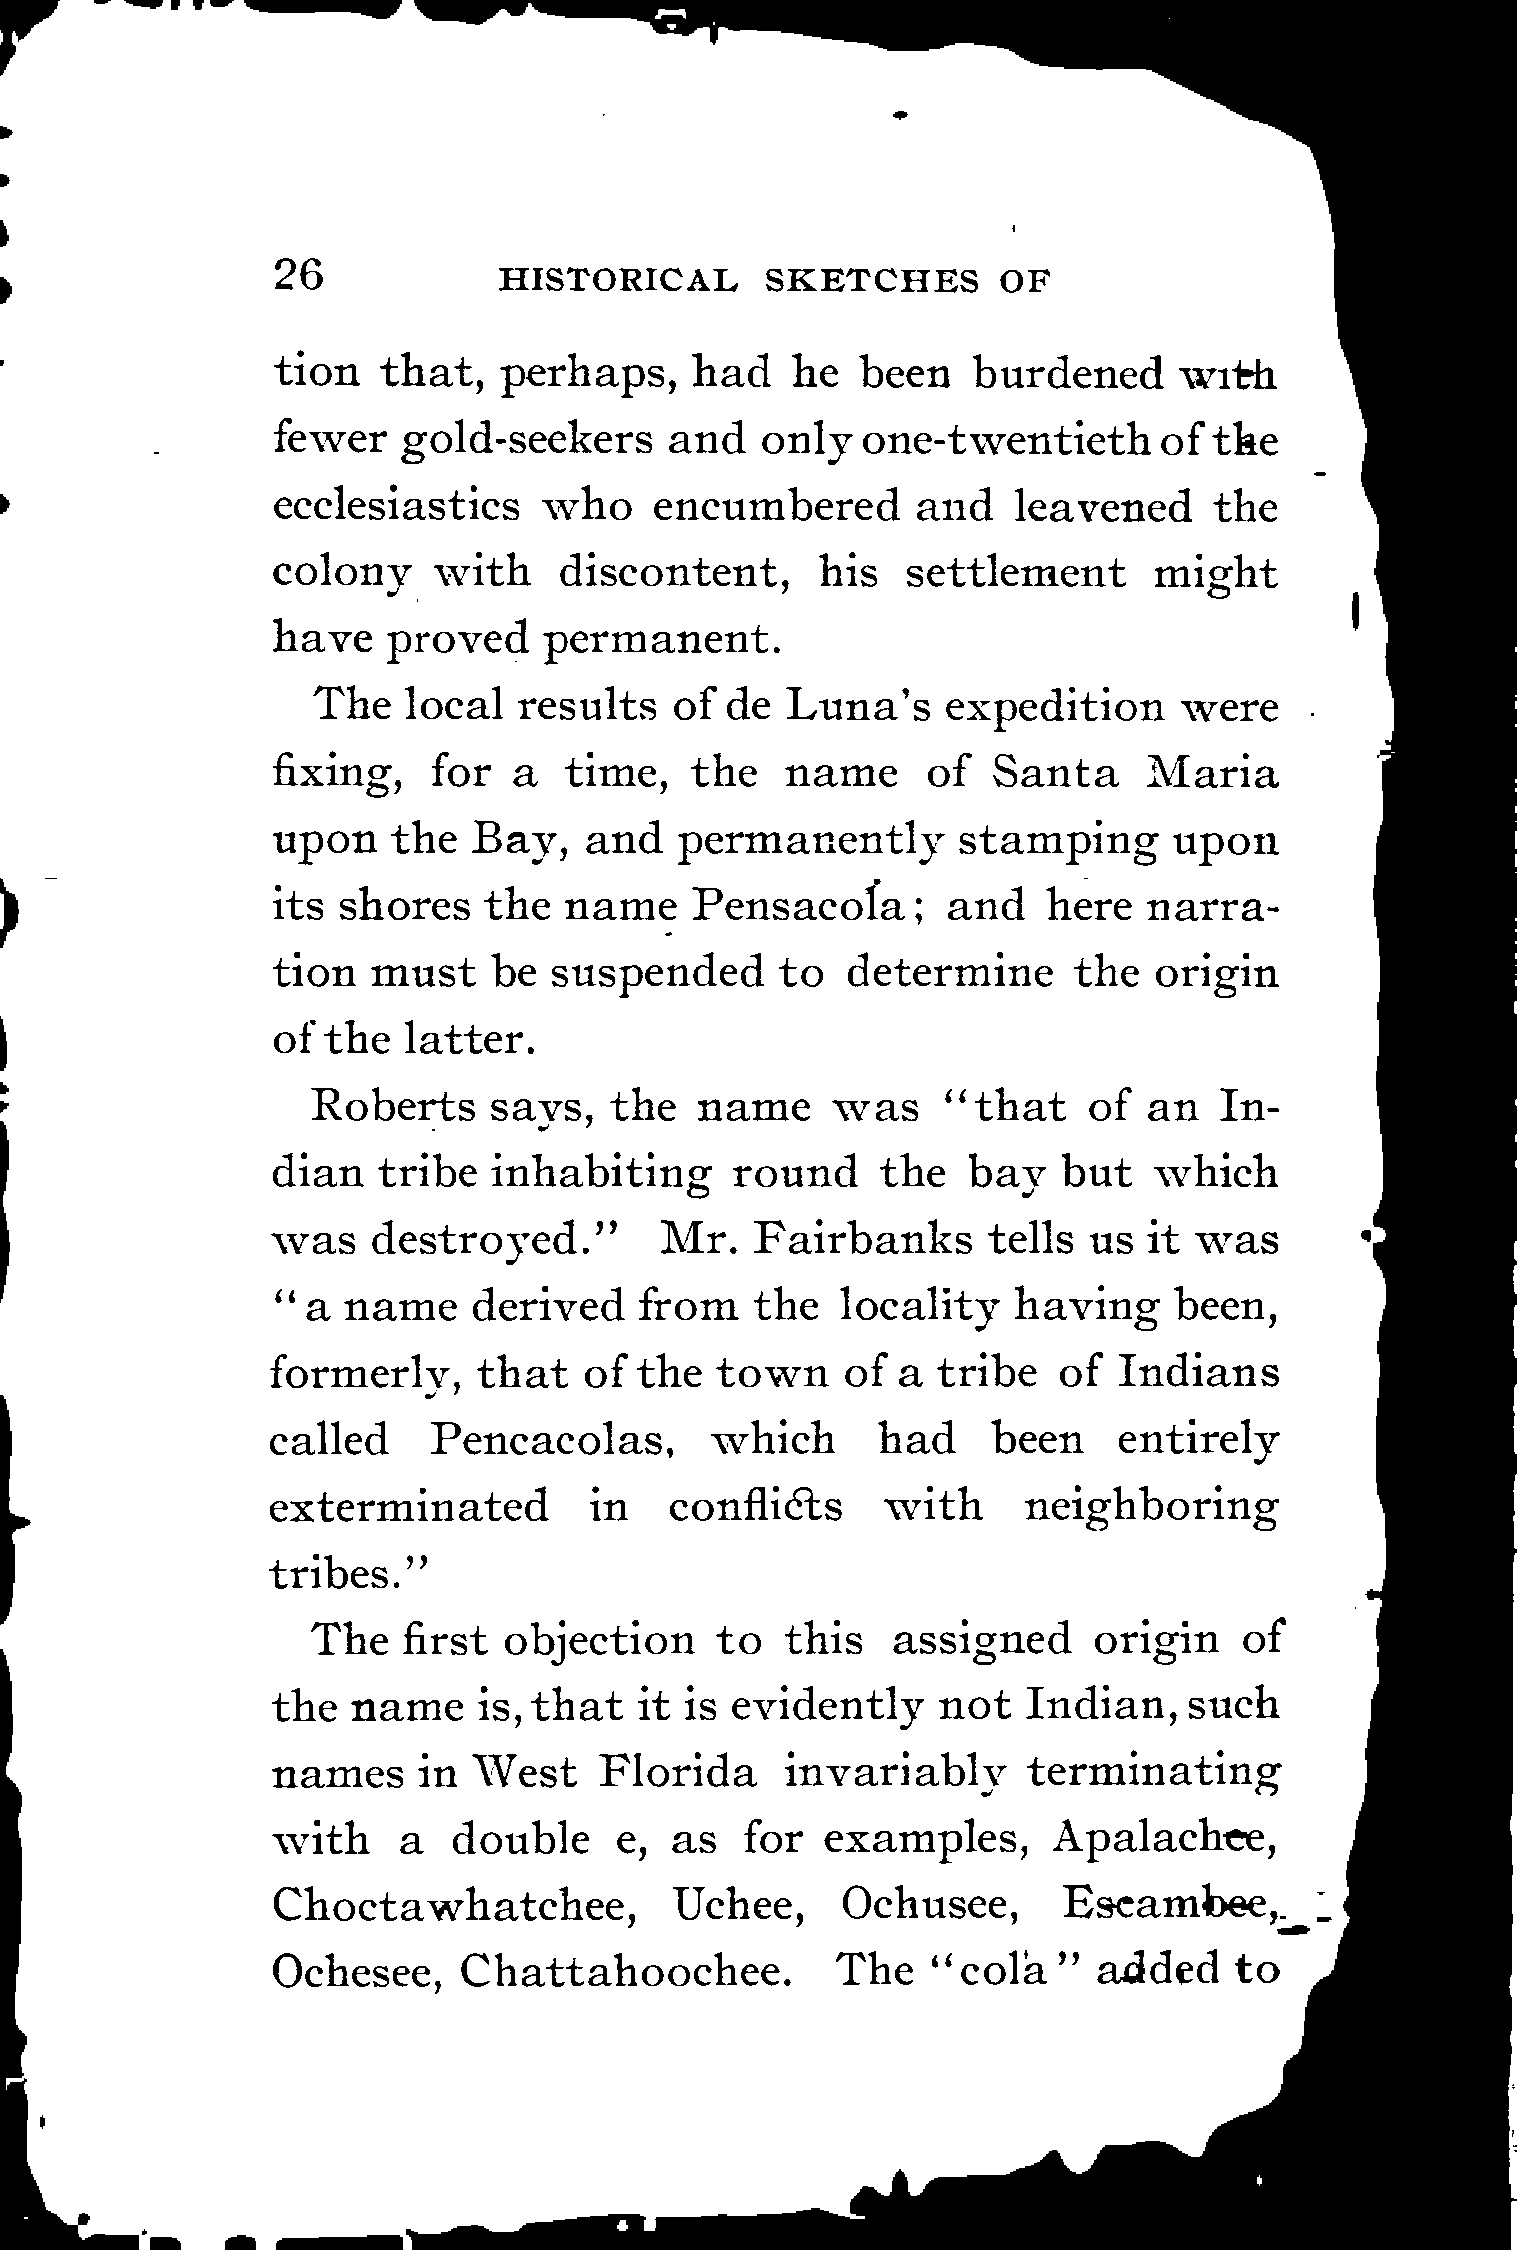 26 HISTORICAL SKETCHES OF
tion that, perhaps, had he been burdened with
fewer gold-seekers and only one-twentieth of the
ecclesiastics who encumbered and leavened the
colony with discontent, his settlement might
have proved permanent.
The local results of de Luna's expedition were
fixing, for a time, the name of Santa Maria
upon the Bay, and permanently stamping upon
its shores the name Pensacola; and here narra-
tion must be suspended to determine the origin
of the latter.
Roberts says, the name was "that of an In-
dian tribe inhabiting round the bay but which
was destroyed." Mr. Fairbanks tells us it was
"a name derived from the locality having been,
formerly, that of the town of a tribe of Indians
called Pencacolas, which had been entirely
exterminated in conflicts with neighboring
tribes."
The first objection to this assigned origin of
the name is, that it is evidently not Indian, such
names in West Florida invariably terminating
with a double e, as for examples, Apalachee,
Choctawhatchee, Uchee, Ochusee, Escambee,
Ochesee, Chattahoochee. The "cola" added to